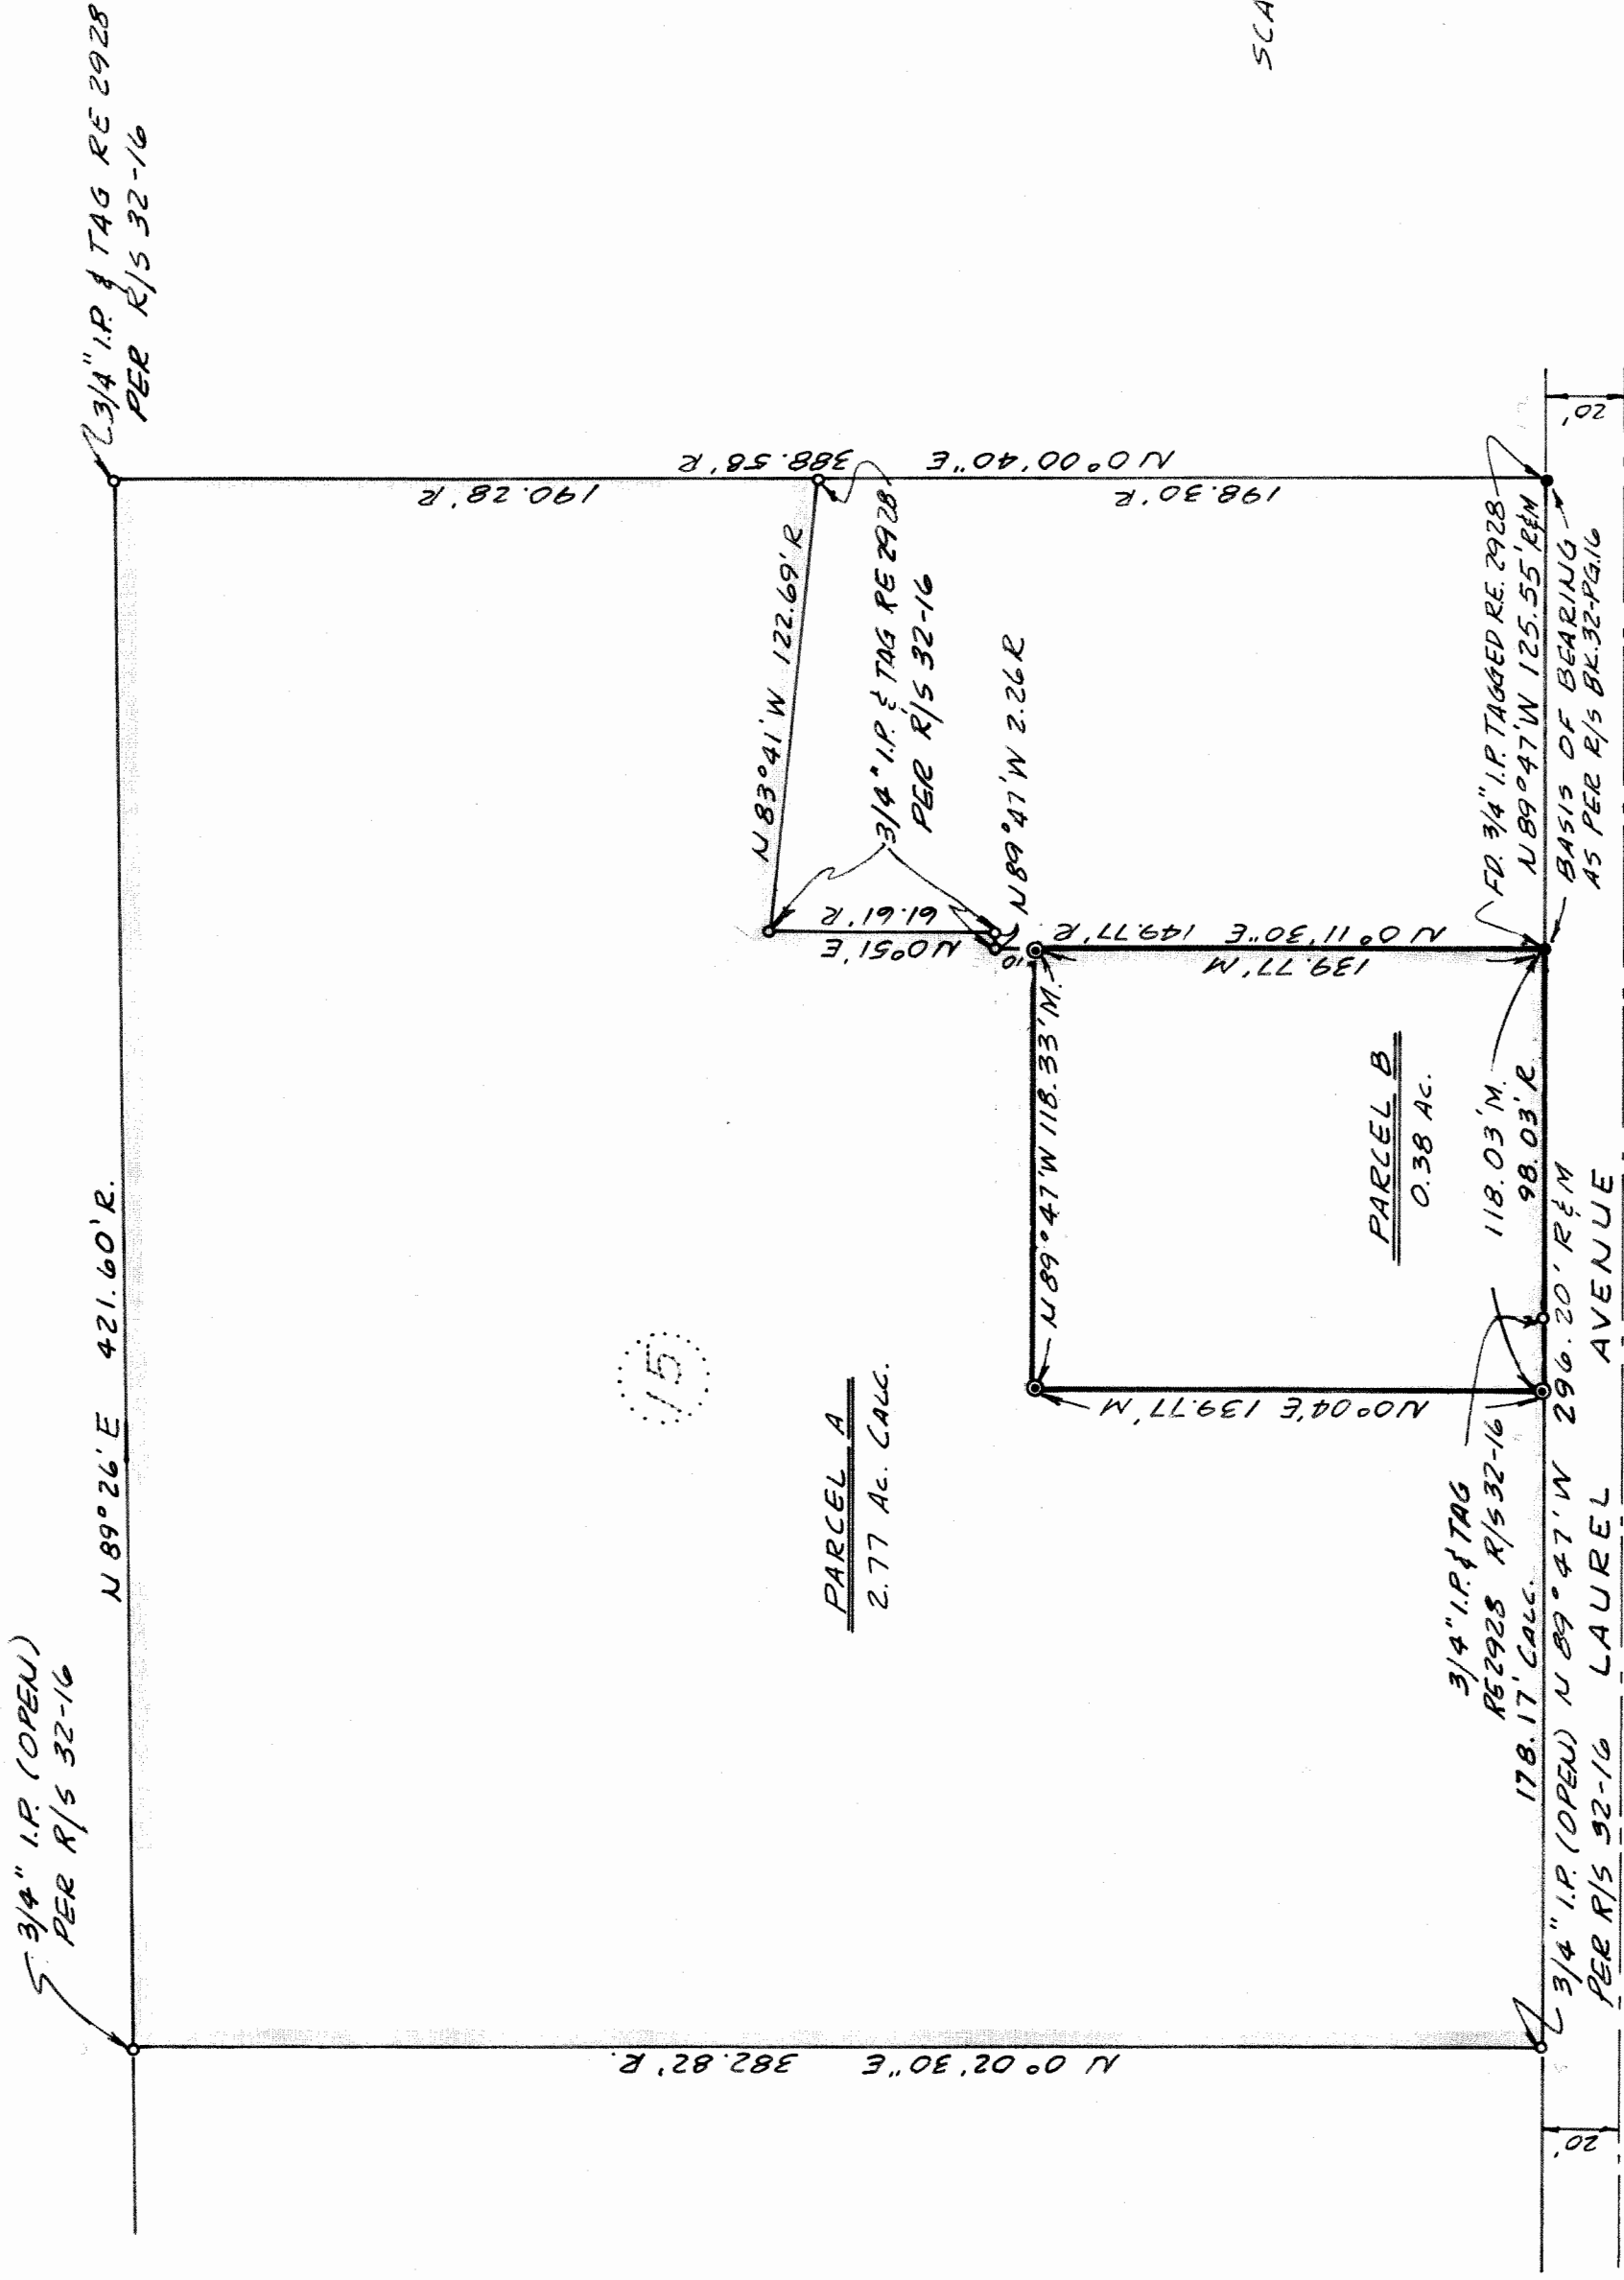 3/4" I.P. (OPEN)
PER R/S 32-16
N 89°26'E 421.60'R.
3/4" I.P. & TAG RE 2928
PER R/S 32-16
N 0°02'30"E 382.82'R.
190.28'R
388.58'R
N 0°00'40"E
198.30'R
N 83°41'W 122.69'R
61.61'R
N 0°51'E
3/4" I.P. & TAG RE 2928
PER R/S 32-16
N 89°47'W 2.26 R
10'
15
PARCEL A
2.77 Ac. CALC.
N 89°47'W 118.33'M.
N 0°11'30"E 149.77'R
139.77'M
N 0°04'E 139.77'M
PARCEL B
0.38 Ac.
118.03'M.
98.03'R
FD. 3/4" I.P. TAGGED R.E. 2928
N 89°47'W 125.55'R&M
BASIS OF BEARING
AS PER R/S BK.32-PG.16
3/4" I.P. & TAG
RE2928 R/S 32-16
178.17' CALC.
3/4" I.P. (OPEN) N 89°47'W 296.20' R & M
PER R/S 32-16 LAUREL AVENUE
20'
20'
SCA